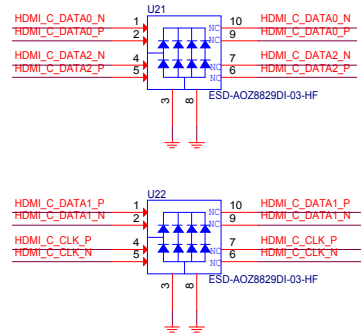 U21
HDMI_C_DATA0_N 1 10 HDMI_C_DATA0_N
HDMI_C_DATA0_P 2 NC 9 HDMI_C_DATA0_P
NC
HDMI_C_DATA2_N 4 7 HDMI_C_DATA2_N
HDMI_C_DATA2_P 5 NC 6 HDMI_C_DATA2_P
NC
3 8 ESD-AOZ8829DI-03-HF
U22
HDMI_C_DATA1_P 1 10 HDMI_C_DATA1_P
HDMI_C_DATA1_N 2 NC 9 HDMI_C_DATA1_N
NC
HDMI_C_CLK_P 4 7 HDMI_C_CLK_P
HDMI_C_CLK_N 5 NC 6 HDMI_C_CLK_N
NC
3 8 ESD-AOZ8829DI-03-HF